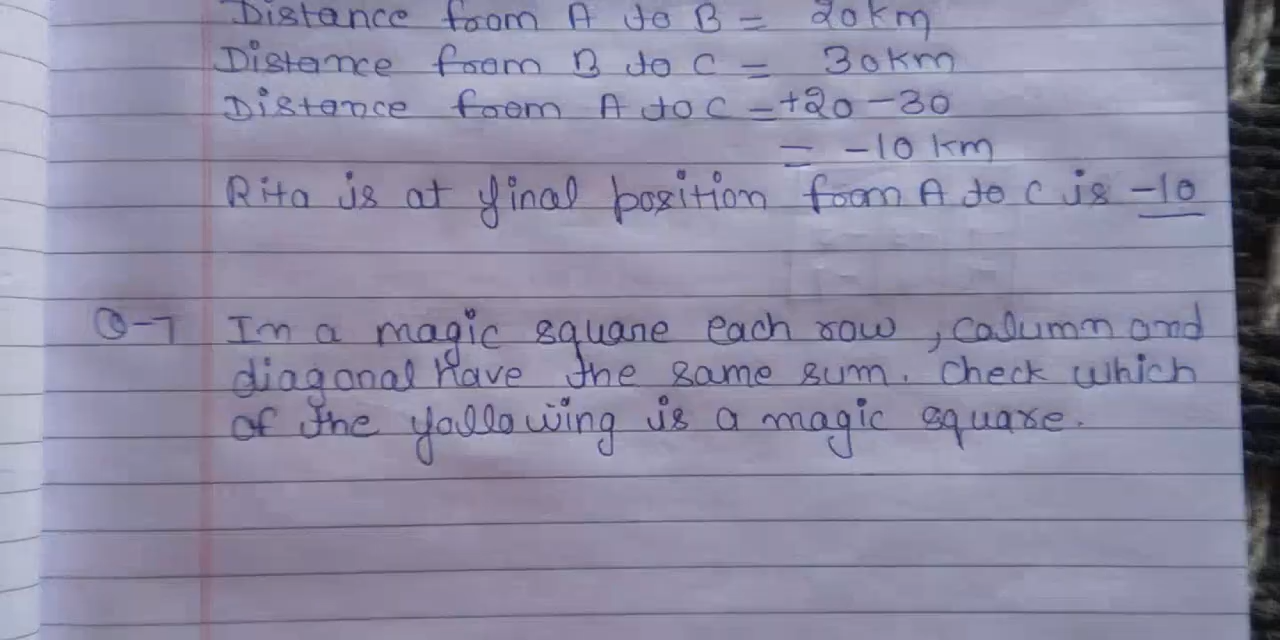 Distance from A to B = 20km
Distance from B to C = 30km
Distance from A to C = +20 -30
= -10 km
Rita is at final position from A to C is -10
Q-7 In a magic square each row, calumn and
diagonal have the same sum. Check which
of the fallowing is a magic square.